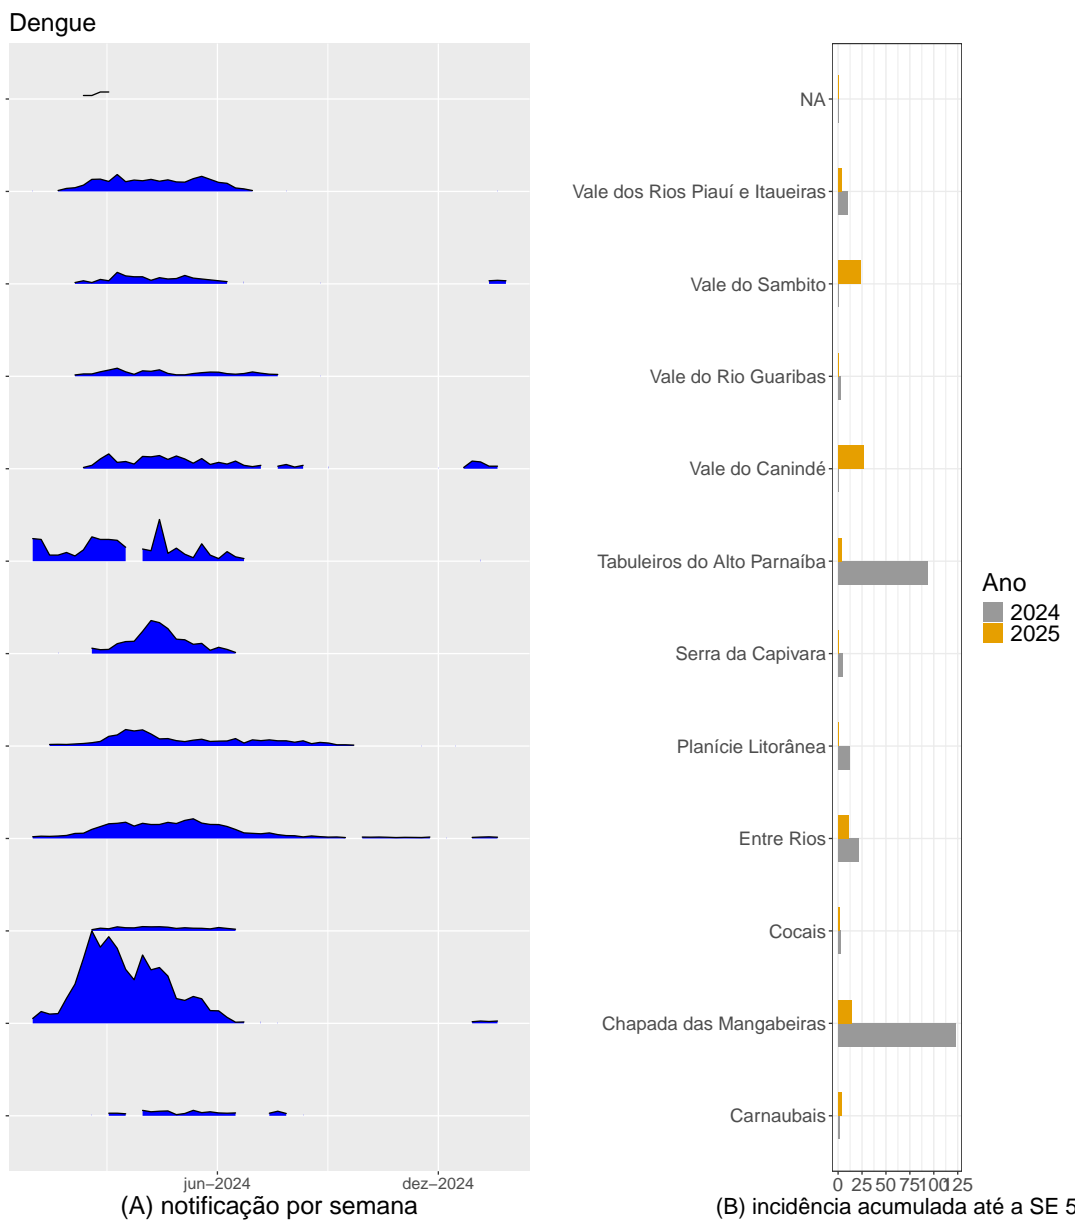 Dengue
NA
Vale dos Rios Piauí e Itaueiras
Vale do Sambito
Vale do Rio Guaribas
Vale do Canindé
Tabuleiros do Alto Parnaíba
Serra da Capivara
Planície Litorânea
Entre Rios
Cocais
Chapada das Mangabeiras
Carnaubais
Ano
2024
2025
jun–2024
dez–2024
0 25 50 75 100 125
(A) notificação por semana
(B) incidência acumulada até a SE 5